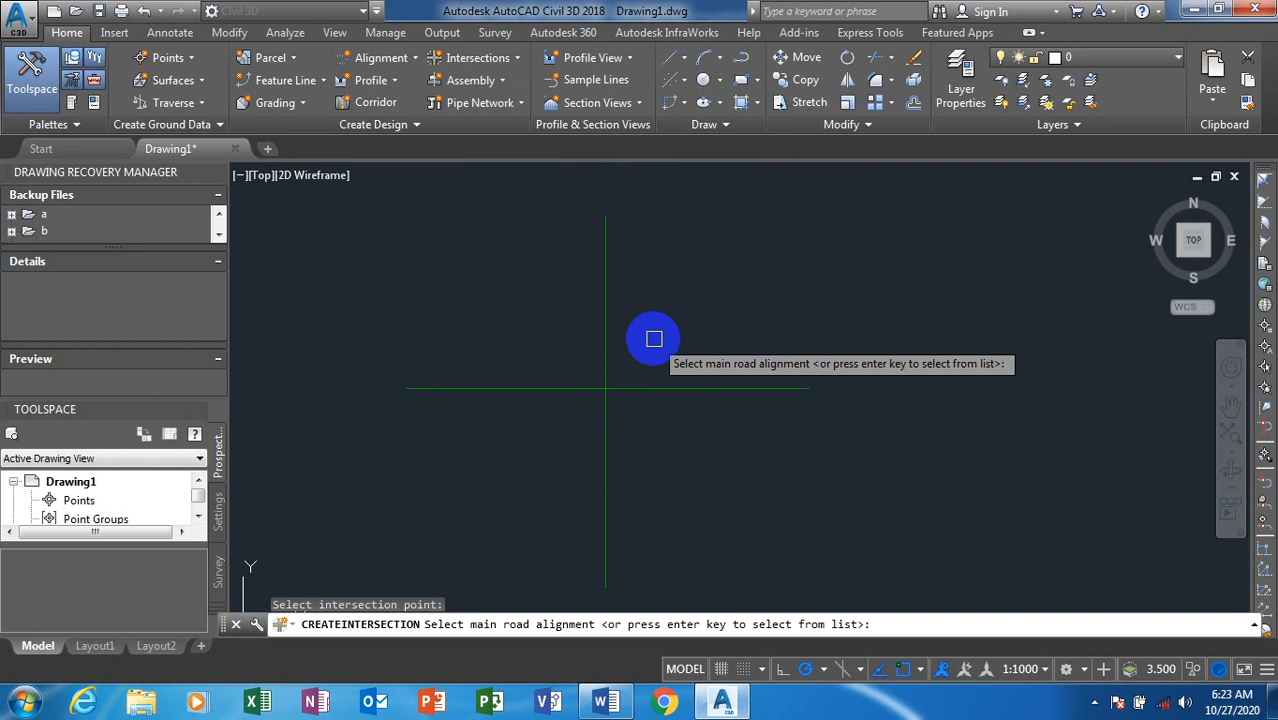 Civil 3D
Autodesk AutoCAD Civil 3D 2018 Drawing1.dwg
Type a keyword or phrase
Sign In
C3D
Home Insert Annotate Modify Analyze View Manage Output Survey Autodesk 360 Autodesk InfraWorks Help Add-ins Express Tools Featured Apps
Points Parcel Alignment Intersections Profile View Move 0
Toolspace Surfaces Feature Line Profile Assembly Sample Lines Copy Layer Properties Paste
Traverse Grading Corridor Pipe Network Section Views Stretch
Palettes Create Ground Data Create Design Profile & Section Views Draw Modify Layers Clipboard
Start Drawing1*
DRAWING RECOVERY MANAGER
[−][Top][2D Wireframe]
Backup Files
a
b
N
W TOP E
S
WCS
Details
Preview
Select main road alignment <or press enter key to select from list>:
TOOLSPACE
Active Drawing View
Drawing1
Points
Point Groups
Prospect...
Settings
Survey
Y
Select intersection point:
CREATEINTERSECTION Select main road alignment <or press enter key to select from list>:
Model Layout1 Layout2
MODEL 1:1000 3.500
6:23 AM
10/27/2020